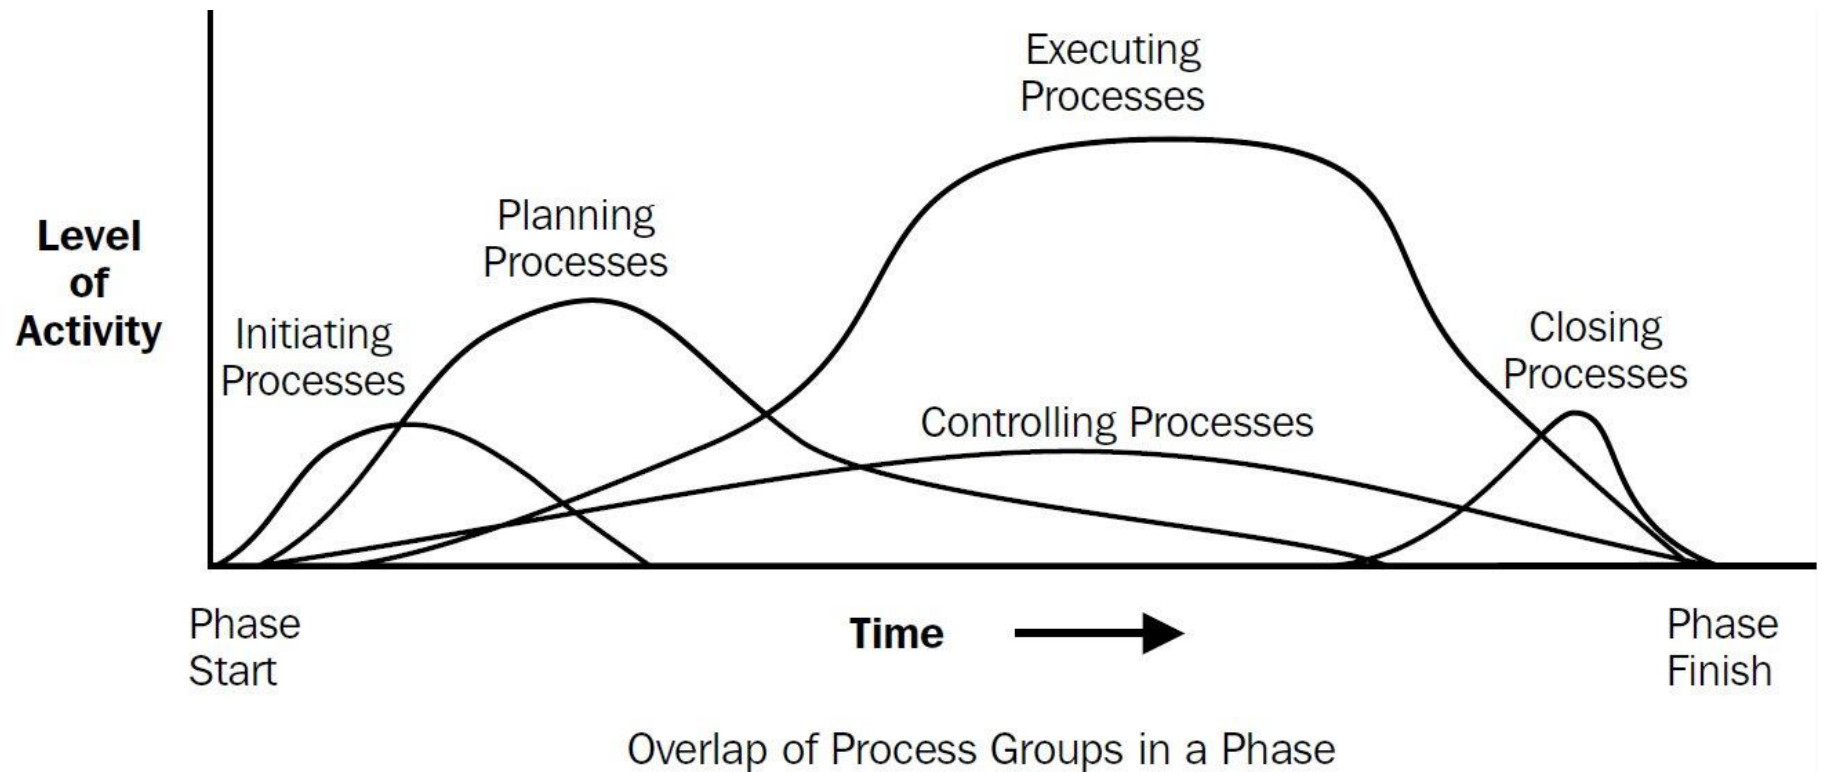 Executing
Processes
Planning
Processes
Level
of
Activity
Initiating
Processes
Closing
Processes
Controlling Processes
Phase
Start
Time
Phase
Finish
Overlap of Process Groups in a Phase